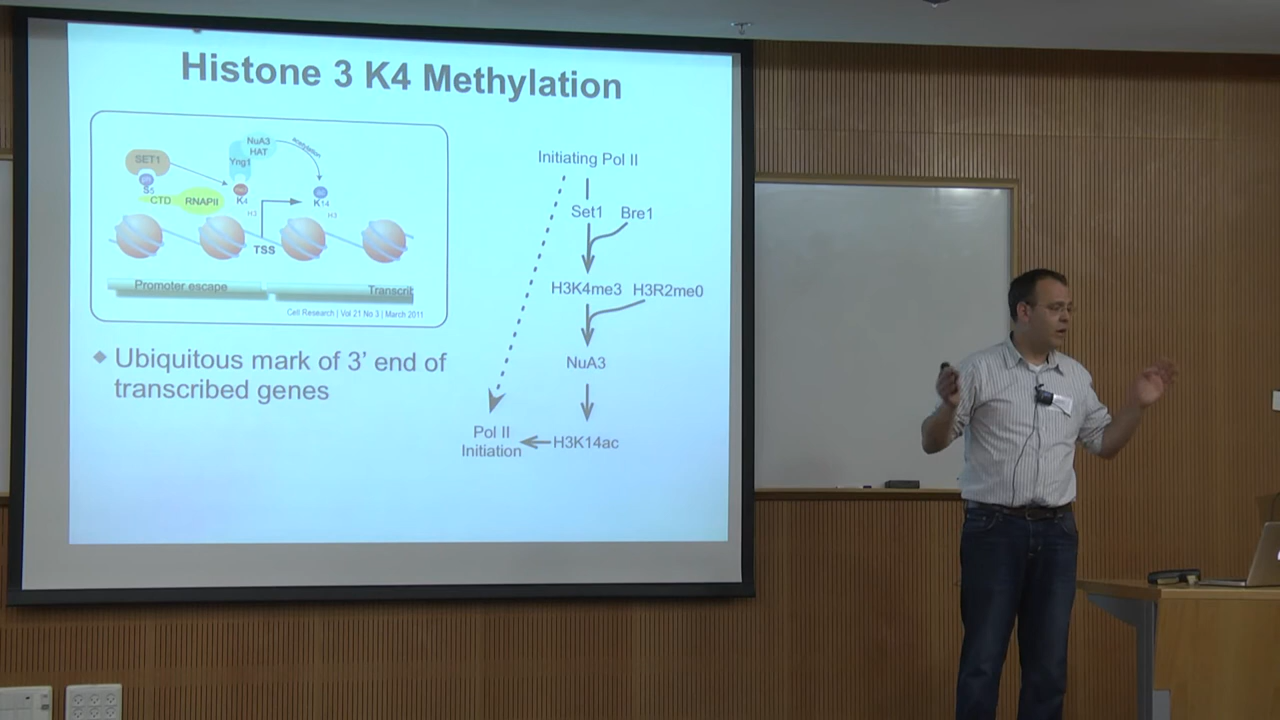 Histone 3 K4 Methylation
NuA3
HAT
acetylation
SET1
Yng1
S5
CTD
RNAPII
K4
H3
K14
H3
TSS
Promoter escape
Transcrit
Cell Research | Vol 21 No 3 | March 2011
Ubiquitous mark of 3’ end of
transcribed genes
Initiating Pol II
Set1 Bre1
H3K4me3 H3R2me0
NuA3
Pol II
Initiation
H3K14ac